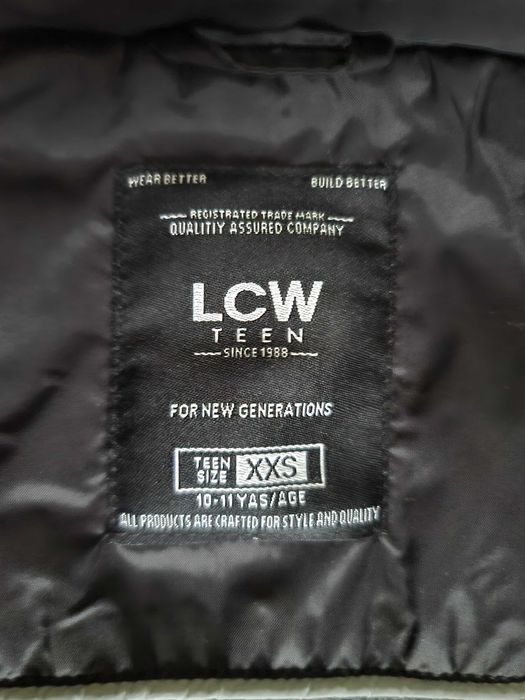 WEAR BETTER BUILD BETTER
REGISTRATED TRADE MARK
QUALITIY ASSURED COMPANY
LCW
TEEN
SINCE 1988
FOR NEW GENERATIONS
TEEN SIZE XXS
10-11 YAŞ/AGE
ALL PRODUCTS ARE CRAFTED FOR STYLE AND QUALITY